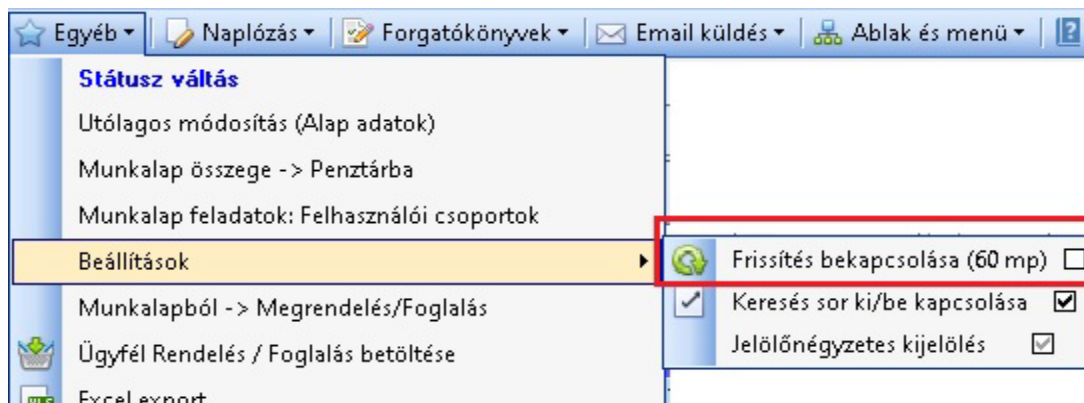 Egyéb Naplózás Forgatókönyvek Email küldés Ablak és menü
Státusz váltás
Utólagos módosítás (Alap adatok)
Munkalap összege -> Penztárba
Munkalap feladatok: Felhasználói csoportok
Beállítások
Frissítés bekapcsolása (60 mp)
Keresés sor ki/be kapcsolása
Munkalapból -> Megrendelés/Foglalás
Jelölőnégyzetes kijelölés
Ügyfél Rendelés / Foglalás betöltése
Excel export